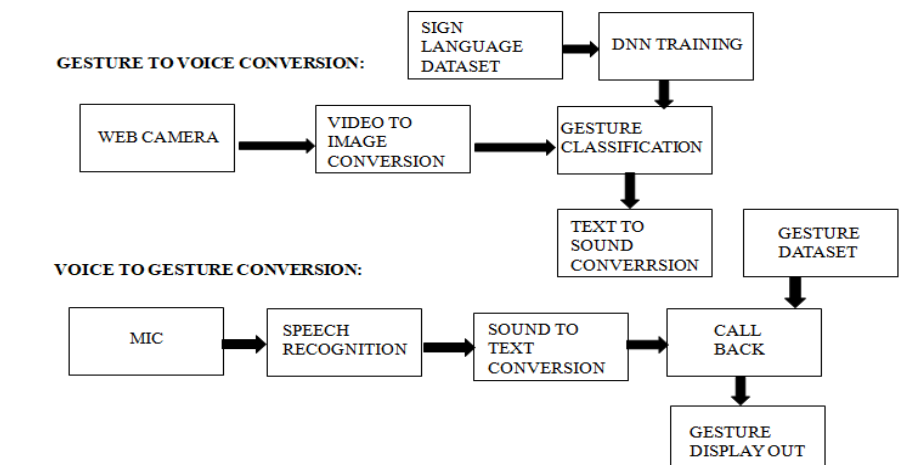 SIGN
LANGUAGE
DATASET
DNN TRAINING
GESTURE TO VOICE CONVERSION:
WEB CAMERA
VIDEO TO
IMAGE
CONVERSION
GESTURE
CLASSIFICATION
TEXT TO
SOUND
CONVERRSION
GESTURE
DATASET
VOICE TO GESTURE CONVERSION:
MIC
SPEECH
RECOGNITION
SOUND TO
TEXT
CONVERSION
CALL
BACK
GESTURE
DISPLAY OUT